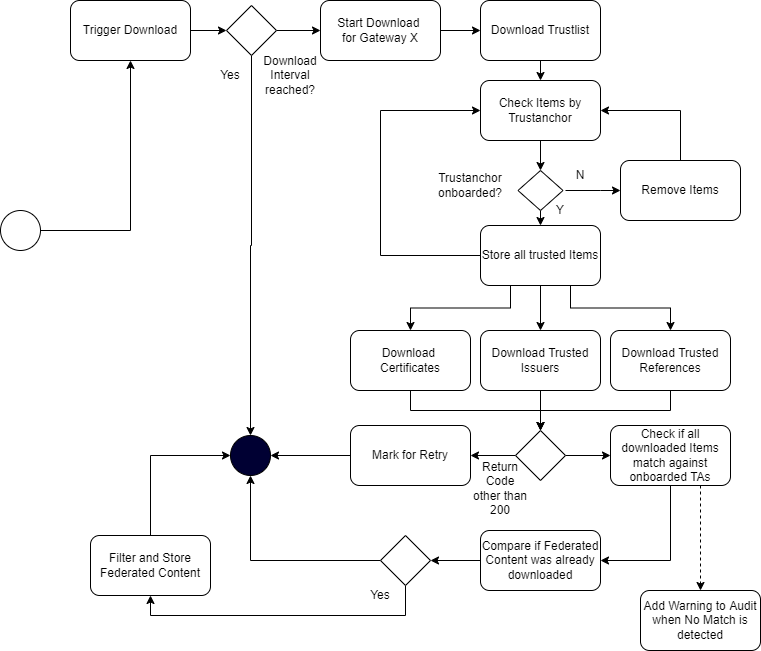 Trigger Download
Start Download
for Gateway X
Download Trustlist
Yes
Download
Interval
reached?
Check Items by
Trustanchor
Trustanchor
onboarded?
N
Remove Items
Y
Store all trusted Items
Download
Certificates
Download Trusted
Issuers
Download Trusted
References
Mark for Retry
Return
Code
other than
200
Check if all
downloaded Items
match against
onboarded TAs
Filter and Store
Federated Content
Yes
Compare if Federated
Content was already
downloaded
Add Warning to Audit
when No Match is
detected